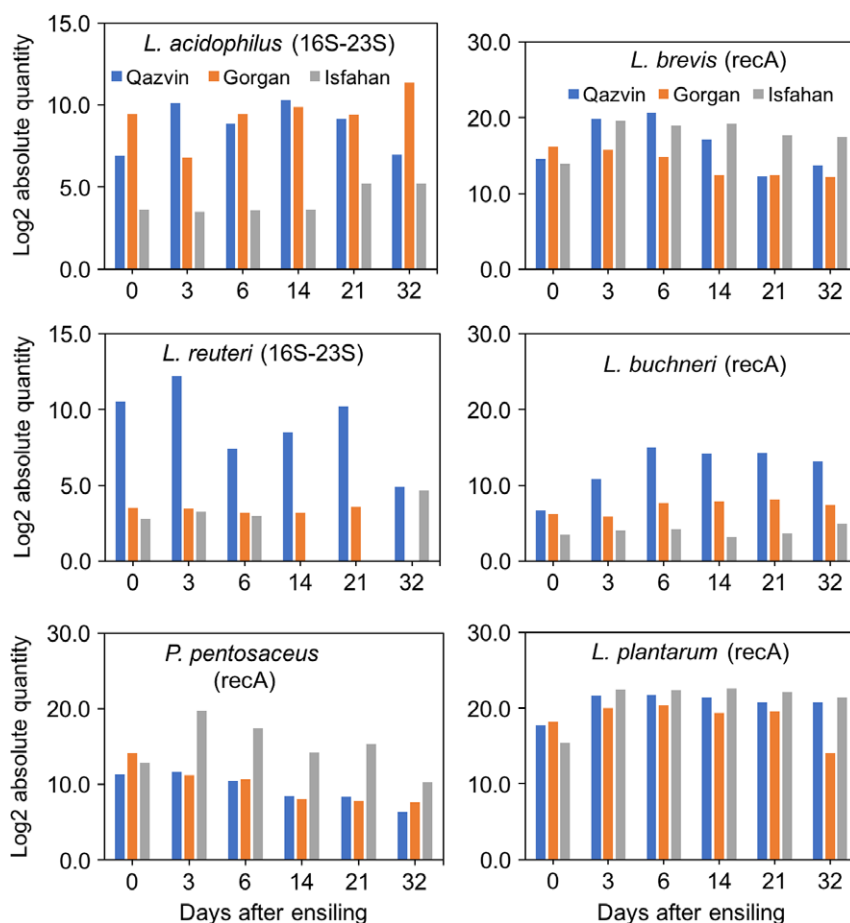 L. acidophilus (16S-23S)
Qazvin Gorgan Isfahan
Log2 absolute quantity
15.0
10.0
5.0
0.0
0 3 6 14 21 32
L. brevis (recA)
Qazvin Gorgan Isfahan
30.0
20.0
10.0
0.0
0 3 6 14 21 32
L. reuteri (16S-23S)
Log2 absolute quantity
15.0
10.0
5.0
0.0
0 3 6 14 21 32
L. buchneri (recA)
30.0
20.0
10.0
0.0
0 3 6 14 21 32
P. pentosaceus
(recA)
Log2 absolute quantity
30.0
20.0
10.0
0.0
0 3 6 14 21 32
Days after ensiling
L. plantarum (recA)
30.0
20.0
10.0
0.0
0 3 6 14 21 32
Days after ensiling